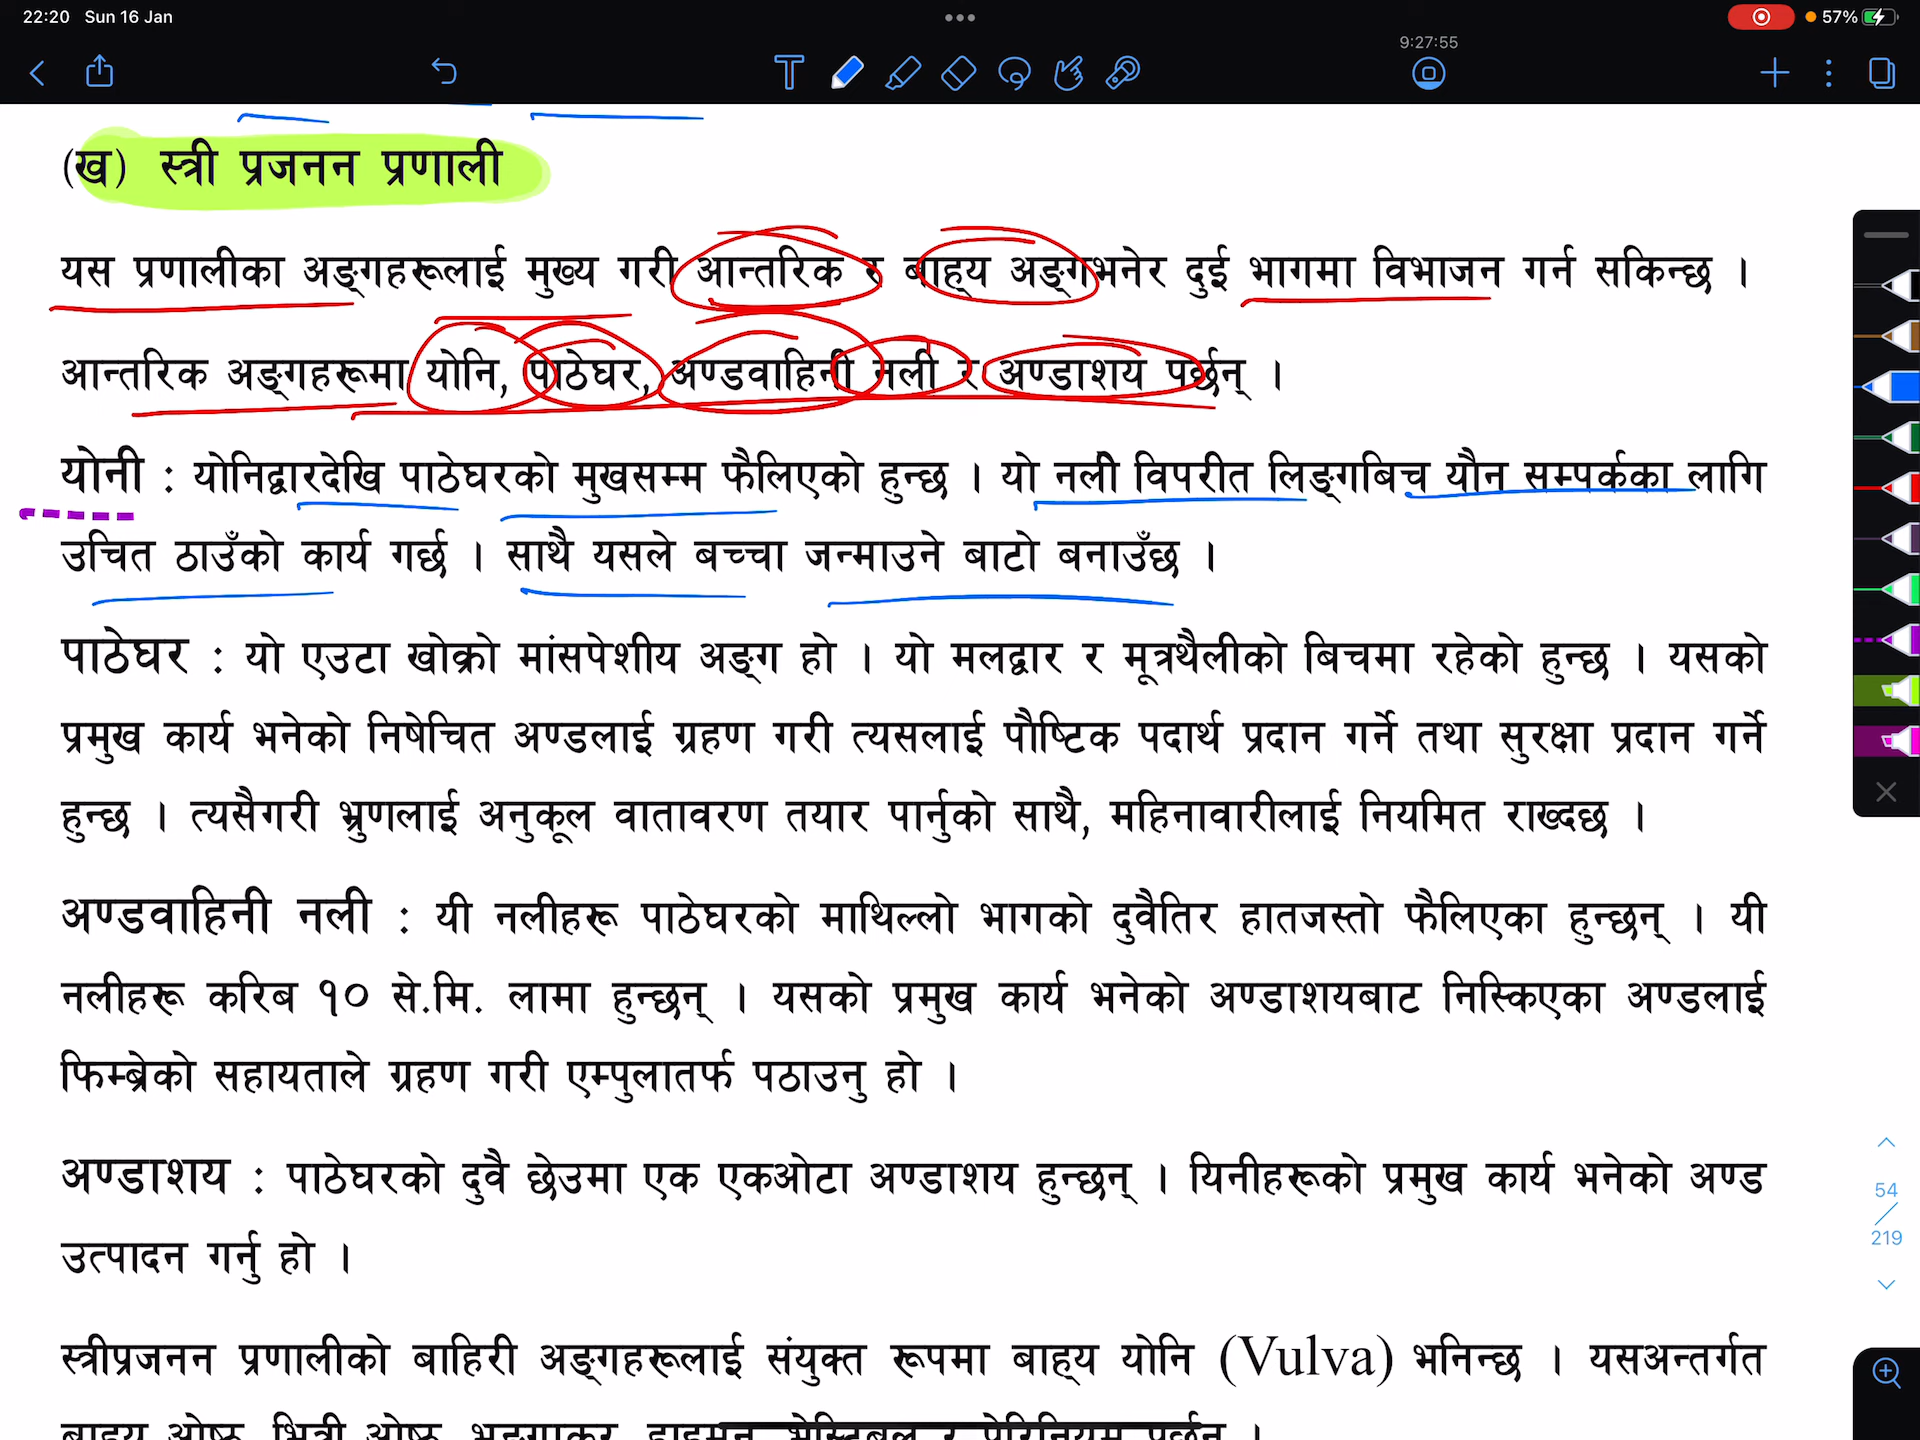 22:20 Sun 16 Jan
57%
9:27:55
(ख) स्त्री प्रजनन प्रणाली
यस प्रणालीका अङ्गहरूलाई मुख्य गरी आन्तरिक र बाह्य अङ्गभनेर दुई भागमा विभाजन गर्न सकिन्छ ।
आन्तरिक अङ्गहरूमा योनि, पाठेघर, अण्डवाहिनी नली र अण्डाशय पर्छन् ।
योनी : योनिद्वारदेखि पाठेघरको मुखसम्म फैलिएको हुन्छ । यो नली विपरीत लिङ्गबिच यौन सम्पर्कका लागि
उचित ठाउँको कार्य गर्छ । साथै यसले बच्चा जन्माउने बाटो बनाउँछ ।
पाठेघर : यो एउटा खोक्रो मांसपेशीय अङ्ग हो । यो मलद्वार र मूत्रथैलीको बिचमा रहेको हुन्छ । यसको
प्रमुख कार्य भनेको निषेचित अण्डलाई ग्रहण गरी त्यसलाई पौष्टिक पदार्थ प्रदान गर्ने तथा सुरक्षा प्रदान गर्ने
हुन्छ । त्यसैगरी भ्रुणलाई अनुकूल वातावरण तयार पार्नुको साथै, महिनावारीलाई नियमित राख्दछ ।
अण्डवाहिनी नली : यी नलीहरू पाठेघरको माथिल्लो भागको दुवैतिर हातजस्तो फैलिएका हुन्छन् । यी
नलीहरू करिब १० से.मि. लामा हुन्छन् । यसको प्रमुख कार्य भनेको अण्डाशयबाट निस्किएका अण्डलाई
फिम्ब्रेको सहायताले ग्रहण गरी एम्पुलातर्फ पठाउनु हो ।
अण्डाशय : पाठेघरको दुवै छेउमा एक एकओटा अण्डाशय हुन्छन् । यिनीहरूको प्रमुख कार्य भनेको अण्ड
उत्पादन गर्नु हो ।
54
219
स्त्रीप्रजनन प्रणालीको बाहिरी अङ्गहरूलाई संयुक्त रूपमा बाह्य योनि (Vulva) भनिन्छ । यसअन्तर्गत
बाह्य ओष्ठ, भित्री ओष्ठ, भगशिश्न